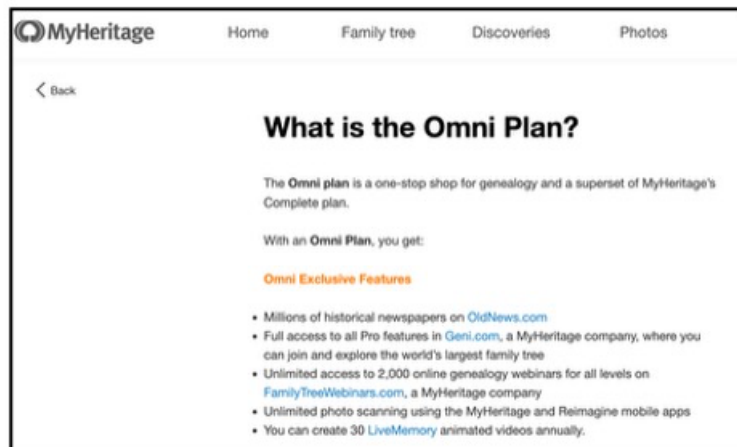 MyHeritage Home Family tree Discoveries Photos
Back
What is the Omni Plan?
The Omni plan is a one-stop shop for genealogy and a superset of MyHeritage's
Complete plan.
With an Omni Plan, you get:
Omni Exclusive Features
• Millions of historical newspapers on OldNews.com
• Full access to all Pro features in Geni.com, a MyHeritage company, where you
can join and explore the world's largest family tree
• Unlimited access to 2,000 online genealogy webinars for all levels on
FamilyTreeWebinars.com, a MyHeritage company
• Unlimited photo scanning using the MyHeritage and Reimagine mobile apps
• You can create 30 LiveMemory animated videos annually.